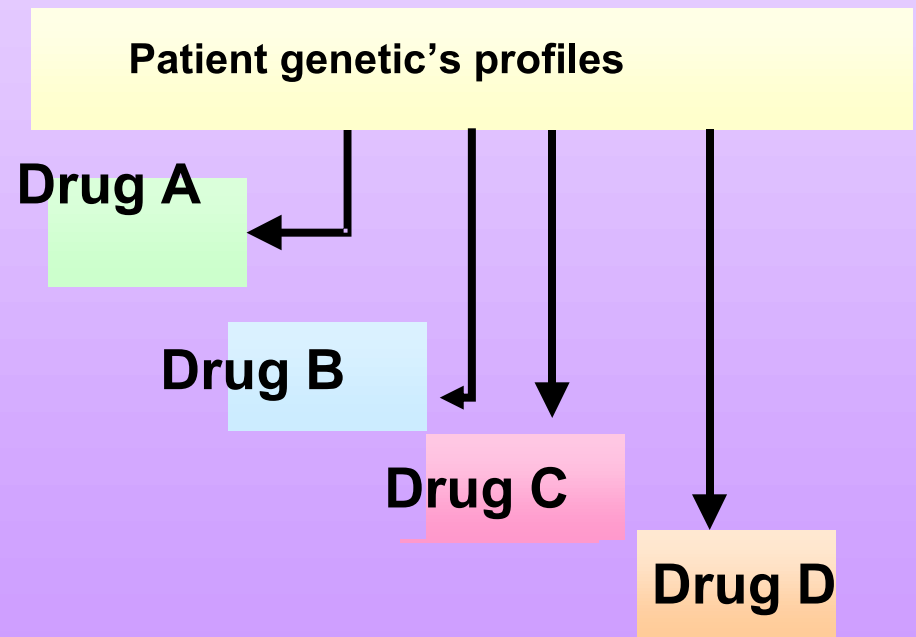 Patient genetic’s profiles
Drug A
Drug B
Drug C
Drug D